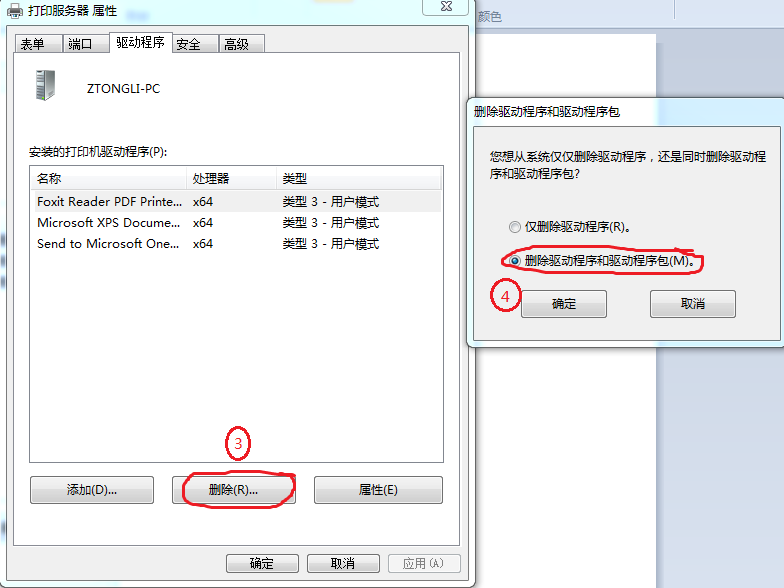 打印服务器 属性
颜色
表单 端口 驱动程序 安全 高级
ZTONGLI-PC
安装的打印机驱动程序(P):
名称 处理器 类型
Foxit Reader PDF Printe... x64 类型 3 - 用户模式
Microsoft XPS Docume... x64 类型 3 - 用户模式
Send to Microsoft One... x64 类型 3 - 用户模式
3
添加(D)... 删除(R)... 属性(E)
确定 取消 应用(A)
删除驱动程序和驱动程序包
您想从系统仅仅删除驱动程序，还是同时删除驱动程
序和驱动程序包?
仅删除驱动程序(R)。
删除驱动程序和驱动程序包(M)。
4
确定 取消